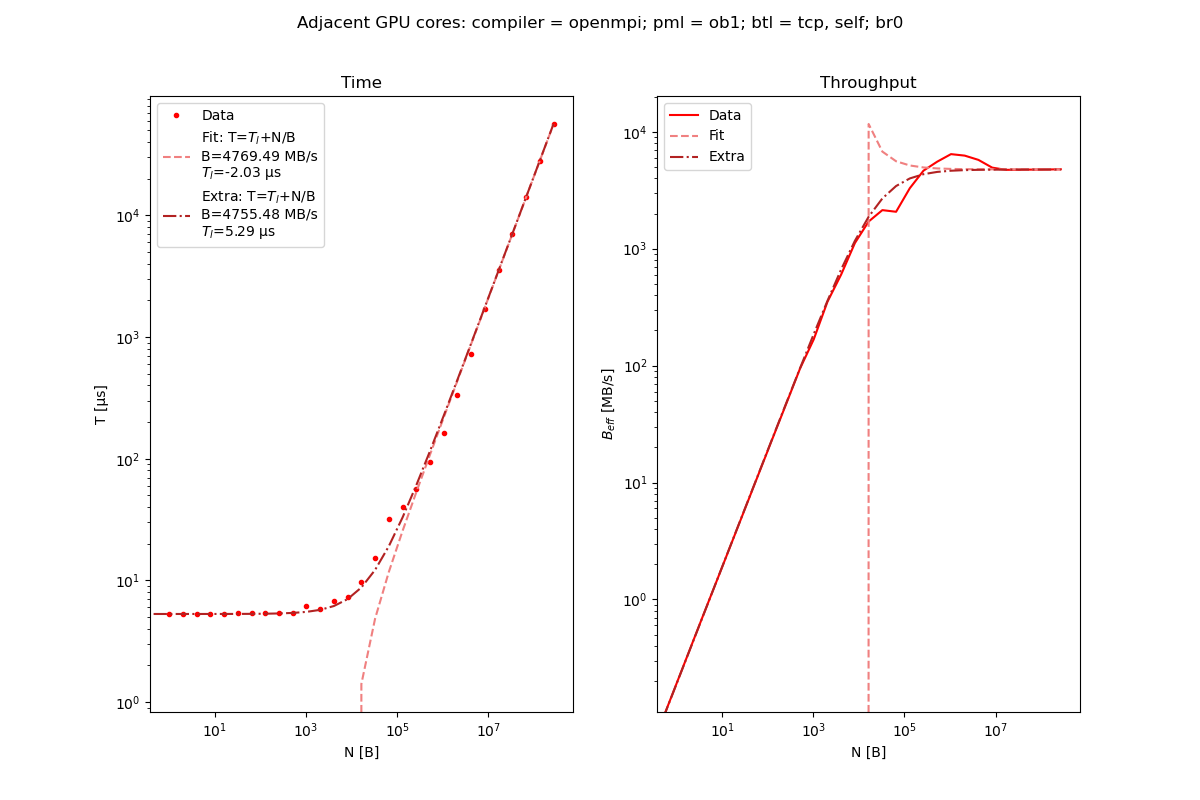 Adjacent GPU cores: compiler = openmpi; pml = ob1; btl = tcp, self; br0
Time
Data
Fit: T=T_l+N/B
B=4769.49 MB/s
T_l=-2.03 μs
Extra: T=T_l+N/B
B=4755.48 MB/s
T_l=5.29 μs
T [μs]
10^4
10^3
10^2
10^1
10^0
10^1 10^3 10^5 10^7
N [B]
Throughput
Data
Fit
Extra
B_eff [MB/s]
10^4
10^3
10^2
10^1
10^0
10^1 10^3 10^5 10^7
N [B]